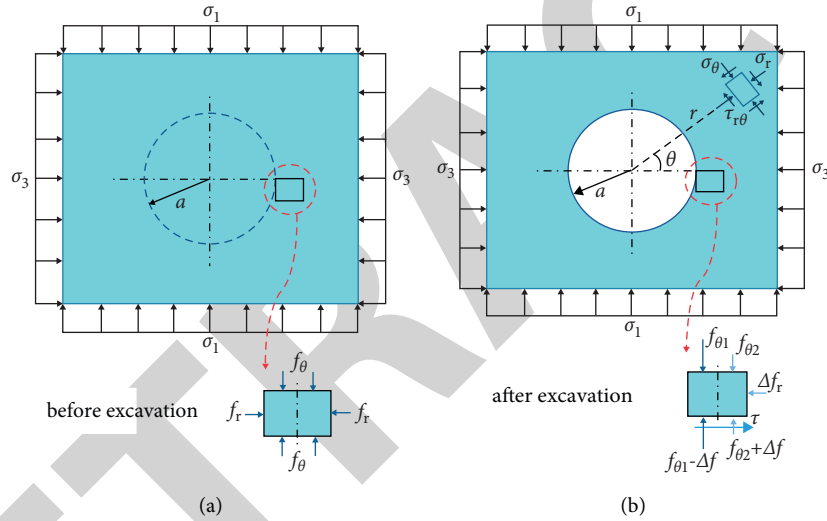 σ1
σ3
σ3
a
σ1
fθ
before excavation
fr
fr
fθ
(a)
σ1
σθ
σr
τrθ
r
θ
σ3
a
σ1
fθ1
fθ2
after excavation
Δfr
τ
fθ1-Δf
fθ2+Δf
(b)